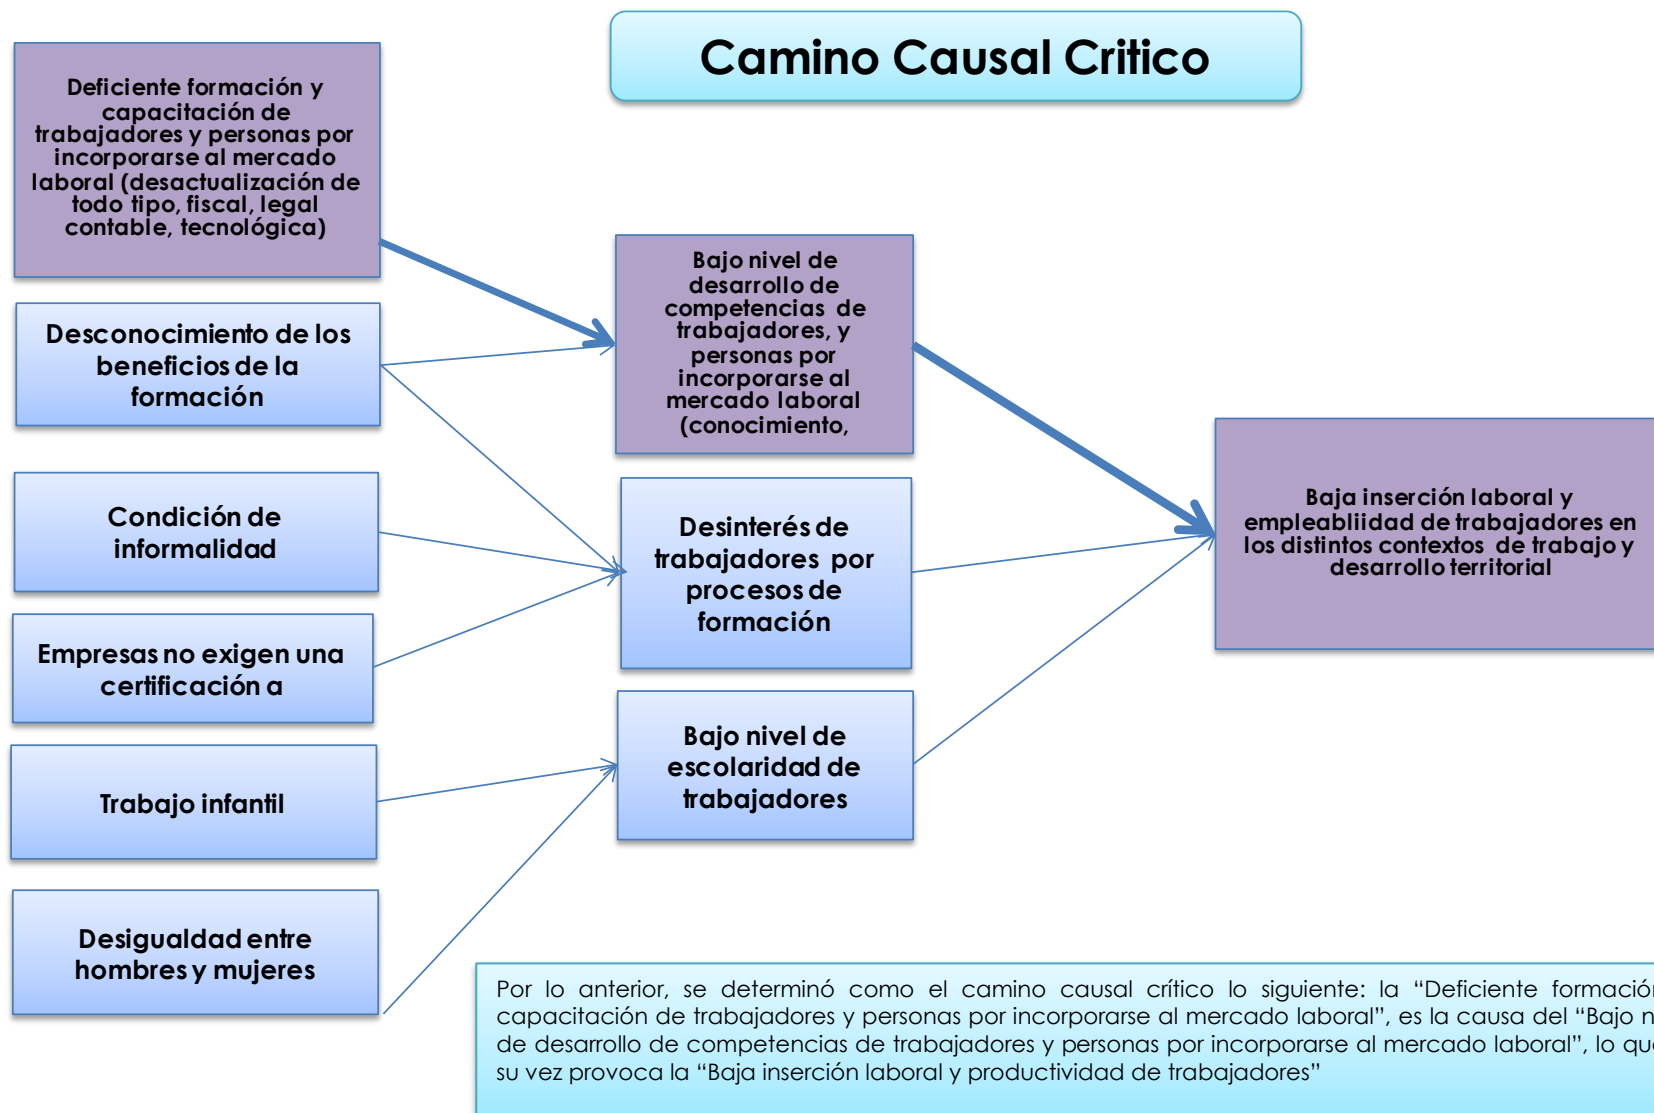 Camino Causal Critico
Deficiente formación y
capacitación de
trabajadores y personas por
incorporarse al mercado
laboral (desactualización de
todo tipo, fiscal, legal
contable, tecnológica)
Desconocimiento de los
beneficios de la
formación
Condición de
informalidad
Empresas no exigen una
certificación a
Trabajo infantil
Desigualdad entre
hombres y mujeres
Bajo nivel de
desarrollo de
competencias de
trabajadores, y
personas por
incorporarse al
mercado laboral
(conocimiento,
Desinterés de
trabajadores por
procesos de
formación
Bajo nivel de
escolaridad de
trabajadores
Baja inserción laboral y
empleabliidad de trabajadores en
los distintos contextos de trabajo y
desarrollo territorial
Por lo anterior, se determinó como el camino causal crítico lo siguiente: la “Deficiente formación
capacitación de trabajadores y personas por incorporarse al mercado laboral”, es la causa del “Bajo
de desarrollo de competencias de trabajadores y personas por incorporarse al mercado laboral”, lo que
su vez provoca la “Baja inserción laboral y productividad de trabajadores”